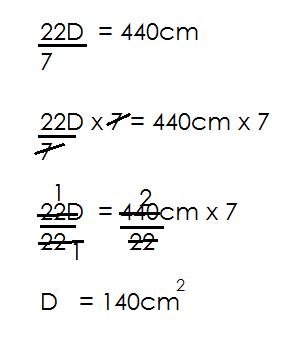 22D = 440cm
7
22D x 7 = 440cm x 7
7
1 2
22D = 440cm x 7
22 1 22
D = 140cm²